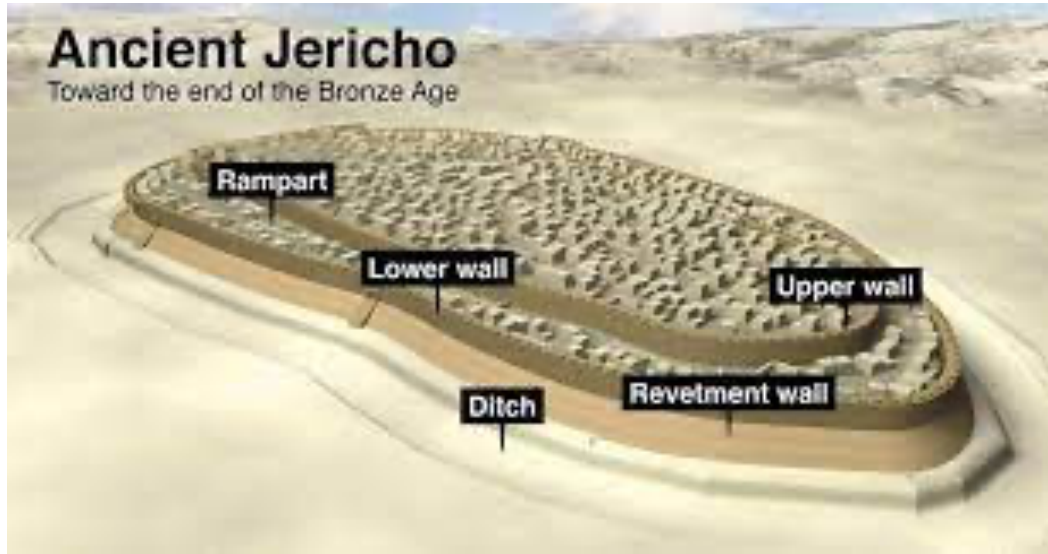 Ancient Jericho
Toward the end of the Bronze Age
Rampart
Lower wall
Upper wall
Revetment wall
Ditch